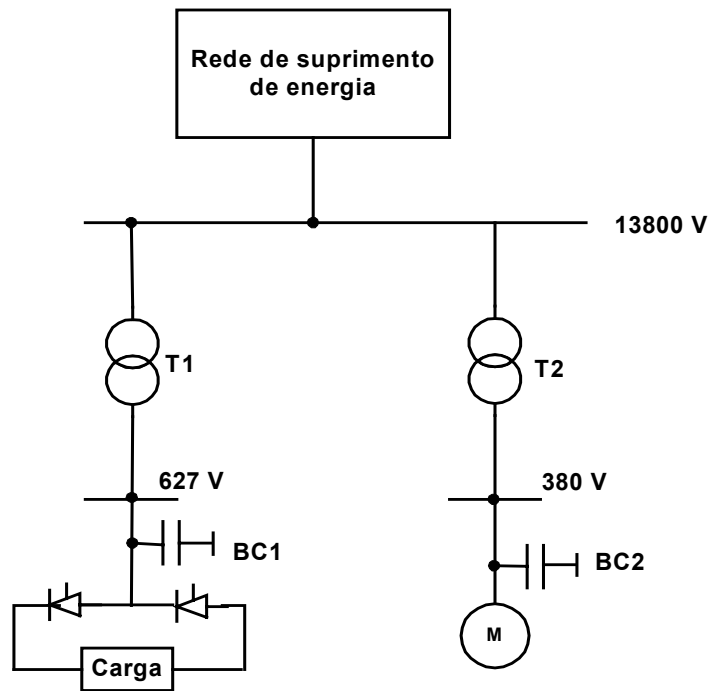 Rede de suprimento
de energia
13800 V
T1
T2
627 V
380 V
BC1
BC2
M
Carga